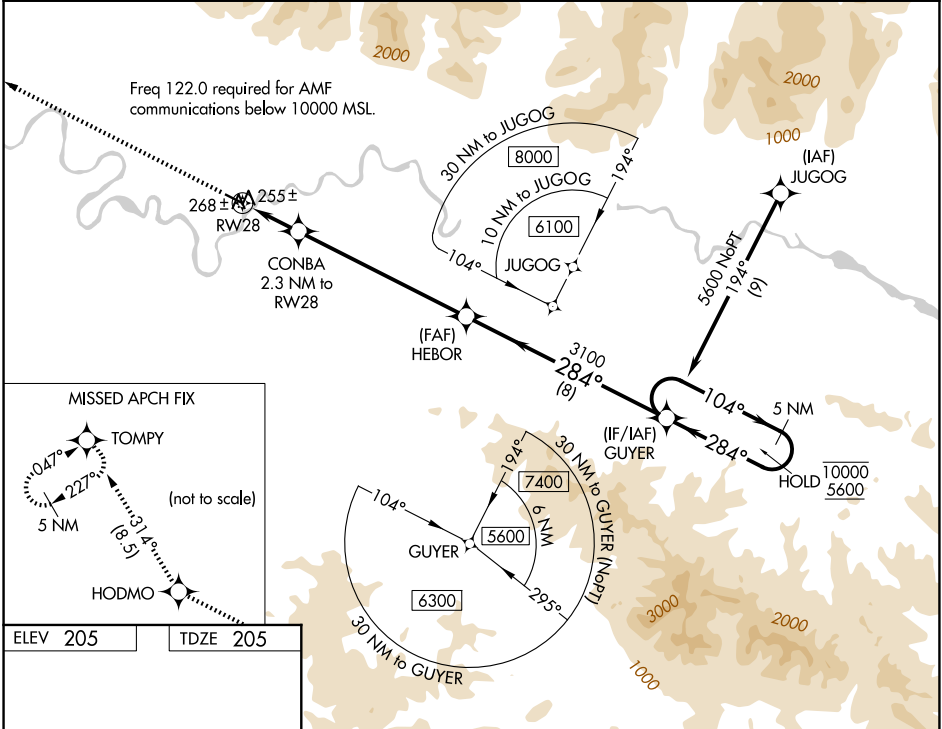 2000
Freq 122.0 required for AMF
communications below 10000 MSL.
2000
1000
30 NM to JUGOG
8000
194°
10 NM to JUGOG
6100
104°
JUGOG
(IAF)
JUGOG
5600 NoPT
194°
(9)
268± 255±
RW28
CONBA
2.3 NM to
RW28
(FAF)
HEBOR
3100
284°
(8)
104°
5 NM
(IF/IAF)
GUYER
284°
HOLD
10000
5600
MISSED APCH FIX
TOMPY
047°
227°
5 NM
(not to scale)
314°
(8.5)
HODMO
194°
7400
30 NM to GUYER (NoPT)
6 NM
104°
GUYER
5600
295°
6300
30 NM to GUYER
3000
2000
1000
ELEV 205
TDZE 205